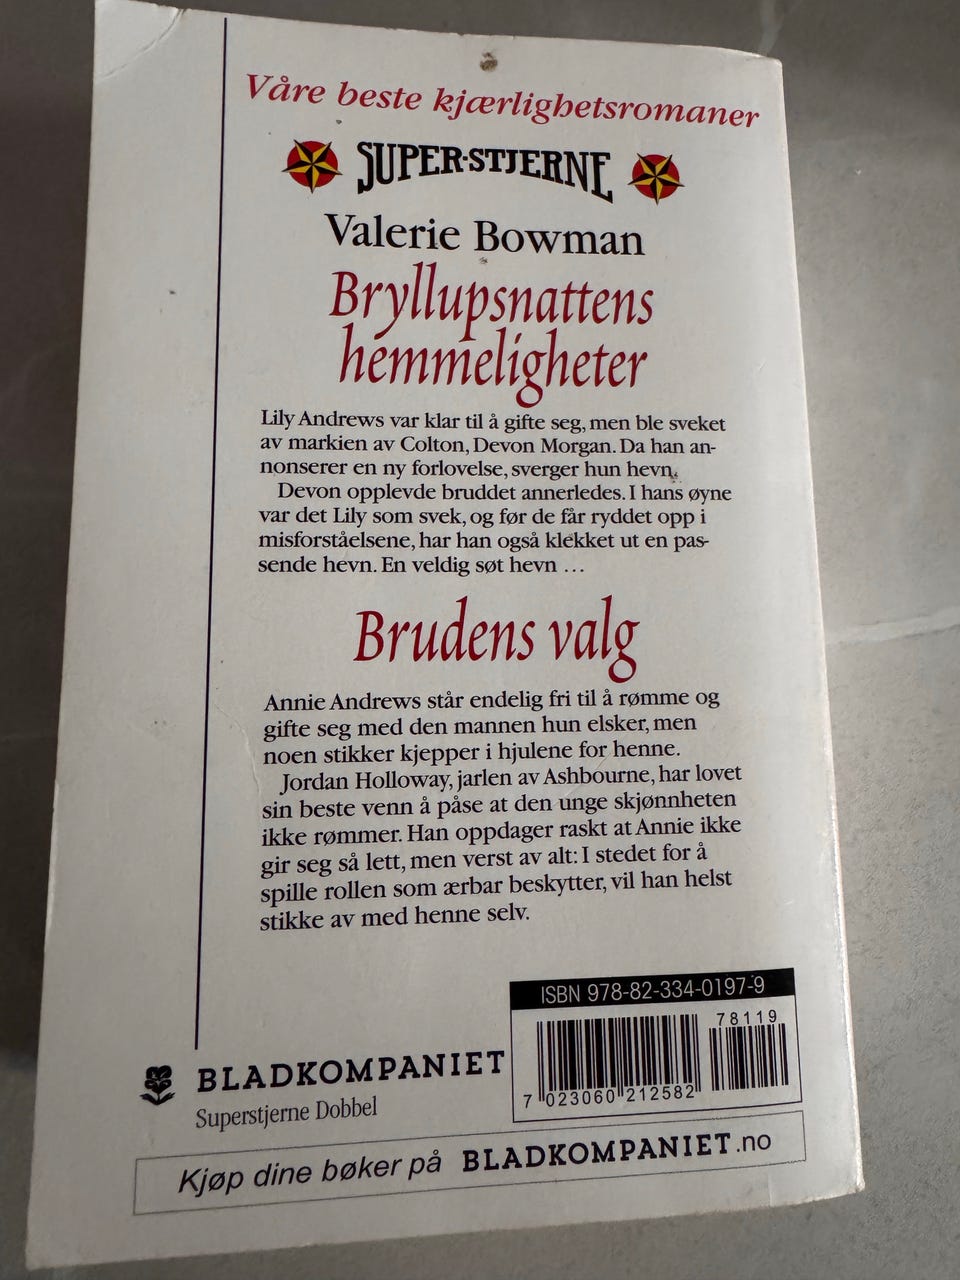 Våre beste kjærlighetsromaner
SUPER-STJERNE
Valerie Bowman
Bryllupsnattens
hemmeligheter
Lily Andrews var klar til å gifte seg, men ble sveket
av markien av Colton, Devon Morgan. Da han an-
nonserer en ny forlovelse, sverger hun hevn.
Devon opplevde bruddet annerledes. I hans øyne
var det Lily som svek, og før de får ryddet opp i
misforståelsene, har han også klekket ut en pas-
sende hevn. En veldig søt hevn ...
Brudens valg
Annie Andrews står endelig fri til å rømme og
gifte seg med den mannen hun elsker, men
noen stikker kjepper i hjulene for henne.
Jordan Holloway, jarlen av Ashbourne, har lovet
sin beste venn å påse at den unge skjønnheten
ikke rømmer. Han oppdager raskt at Annie ikke
gir seg så lett, men verst av alt: I stedet for å
spille rollen som ærbar beskytter, vil han helst
stikke av med henne selv.
ISBN 978-82-334-0197-9
78119
7 023060 212582
BLADKOMPANIET
Superstjerne Dobbel
Kjøp dine bøker på BLADKOMPANIET.no